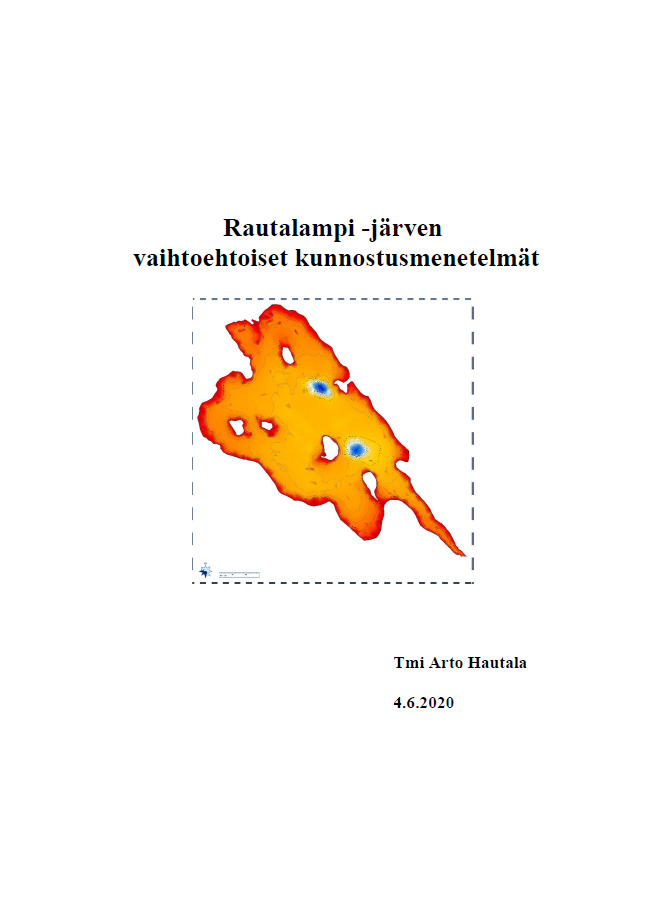 Rautalampi -järven
vaihtoehtoiset kunnostusmenetelmät
Tmi Arto Hautala
4.6.2020